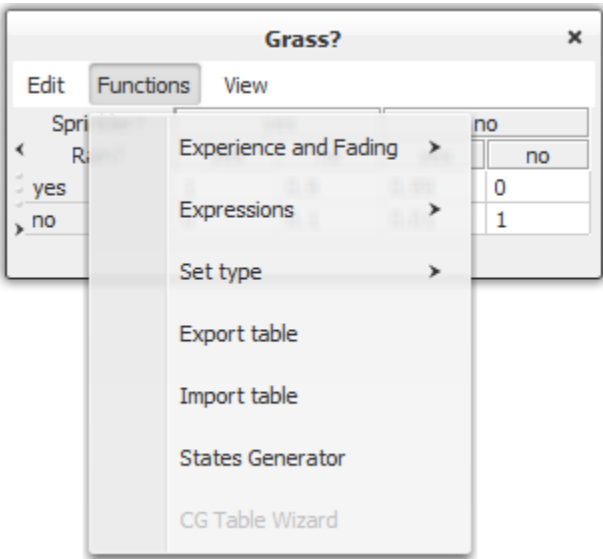 Grass?
Edit Functions View
no
no
Experience and Fading
yes 0
Expressions
no 1
Set type
Export table
Import table
States Generator
CG Table Wizard